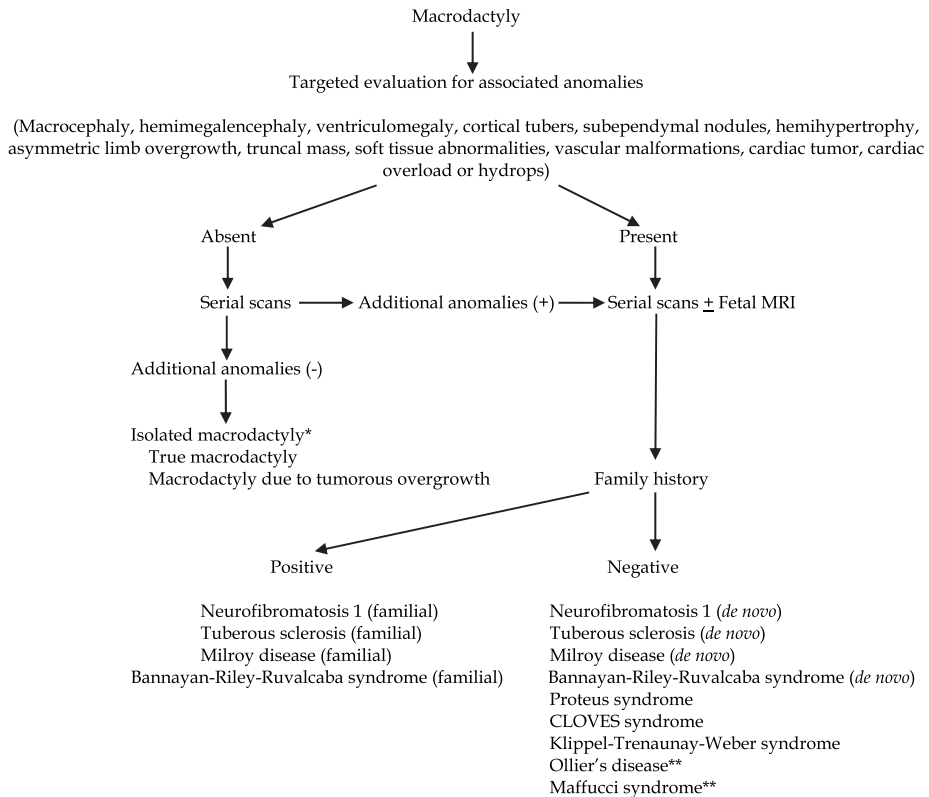 Macrodactyly
Targeted evaluation for associated anomalies
(Macrocephaly, hemimegalencephaly, ventriculomegaly, cortical tubers, subependymal nodules, hemihypertrophy,
asymmetric limb overgrowth, truncal mass, soft tissue abnormalities, vascular malformations, cardiac tumor, cardiac
overload or hydrops)
Absent
Present
Serial scans
Additional anomalies (+)
Serial scans ± Fetal MRI
Additional anomalies (-)
Isolated macrodactyly*
True macrodactyly
Macrodactyly due to tumorous overgrowth
Family history
Positive
Negative
Neurofibromatosis 1 (familial)
Tuberous sclerosis (familial)
Milroy disease (familial)
Bannayan-Riley-Ruvalcaba syndrome (familial)
Neurofibromatosis 1 (de novo)
Tuberous sclerosis (de novo)
Milroy disease (de novo)
Bannayan-Riley-Ruvalcaba syndrome (de novo)
Proteus syndrome
CLOVES syndrome
Klippel-Trenaunay-Weber syndrome
Ollier’s disease**
Maffucci syndrome**